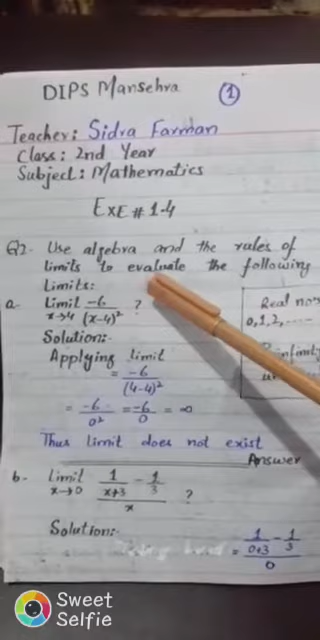 DIPS Mansehra
1
Teacher: Sidra Farman
Class: 2nd Year
Subject: Mathematics
EXE # 1.4
Q2- Use algebra and the rules of
limits to evaluate the following
Limits:
a- Limit x→4 -6/(x-4)² ?
Real no
0,1,2,----
Solution:
Applying limit
= -6/(4-4)²
= -6/0² = -6/0 = ∞
Thus Limit does not exist
Answer
b- Limit x→0 (1/(x+3) - 1/3)/x ?
Solution:-
= (1/(0+3) - 1/3)/0
Sweet
Selfie